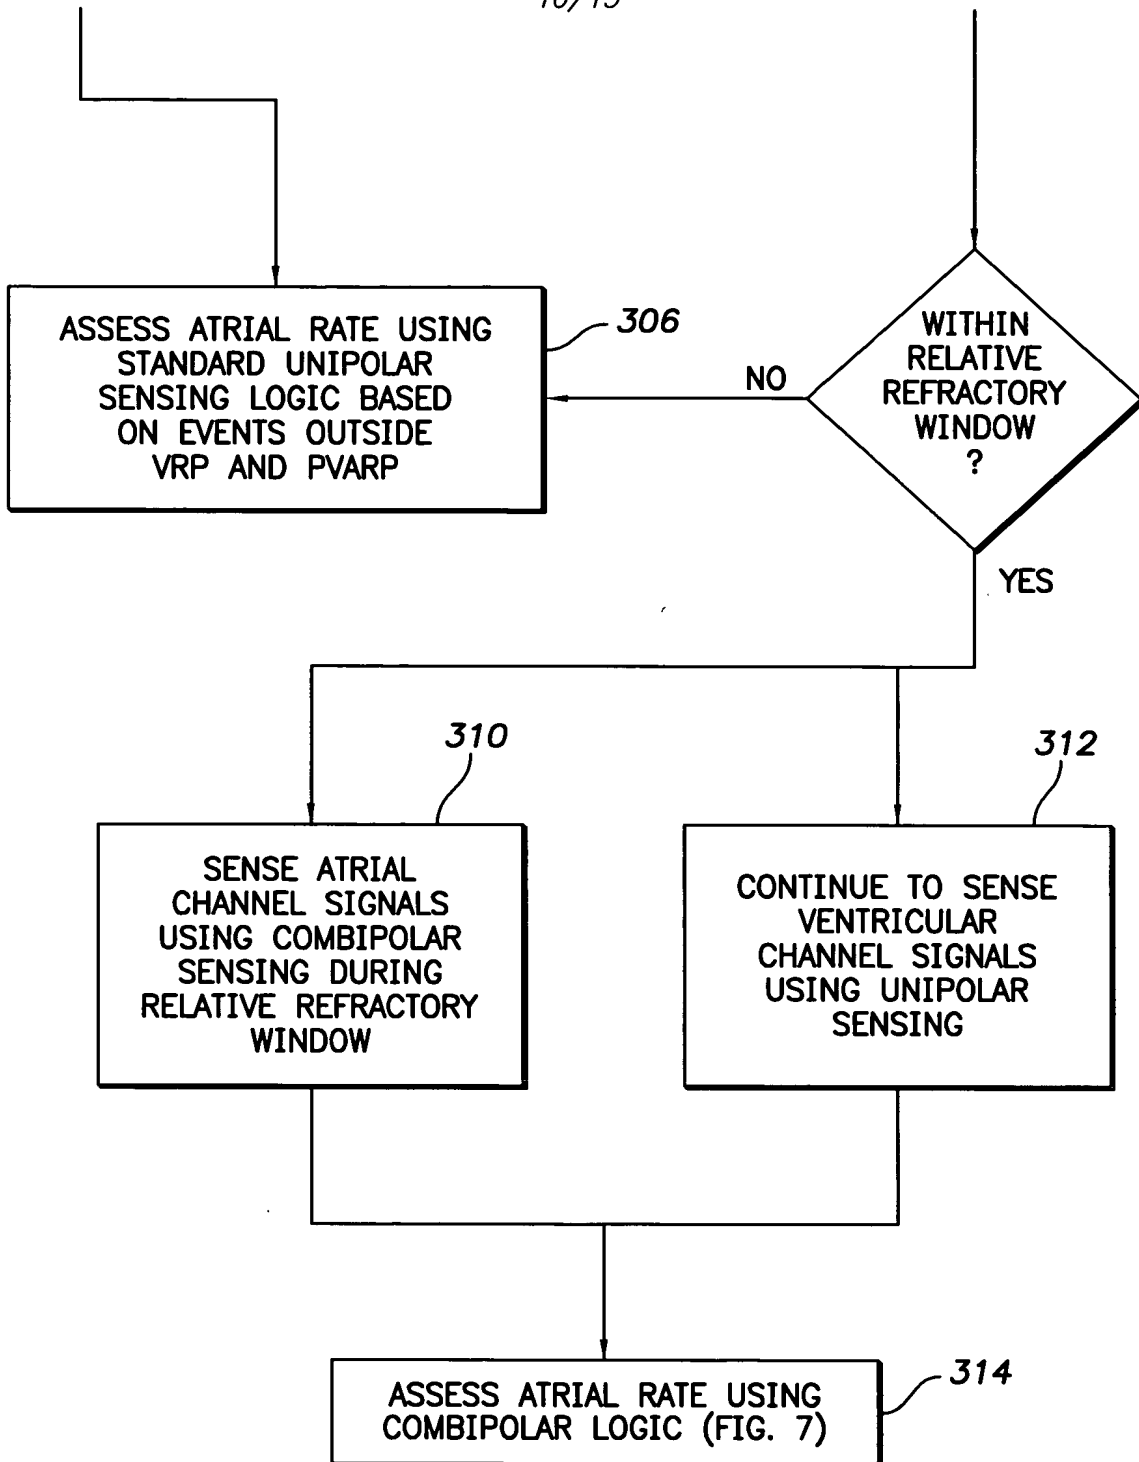 ASSESS ATRIAL RATE USING
STANDARD UNIPOLAR
SENSING LOGIC BASED
ON EVENTS OUTSIDE
VRP AND PVARP
306
NO
WITHIN
RELATIVE
REFRACTORY
WINDOW
?
YES
310
SENSE ATRIAL
CHANNEL SIGNALS
USING COMBIPOLAR
SENSING DURING
RELATIVE REFRACTORY
WINDOW
312
CONTINUE TO SENSE
VENTRICULAR
CHANNEL SIGNALS
USING UNIPOLAR
SENSING
314
ASSESS ATRIAL RATE USING
COMBIPOLAR LOGIC (FIG. 7)